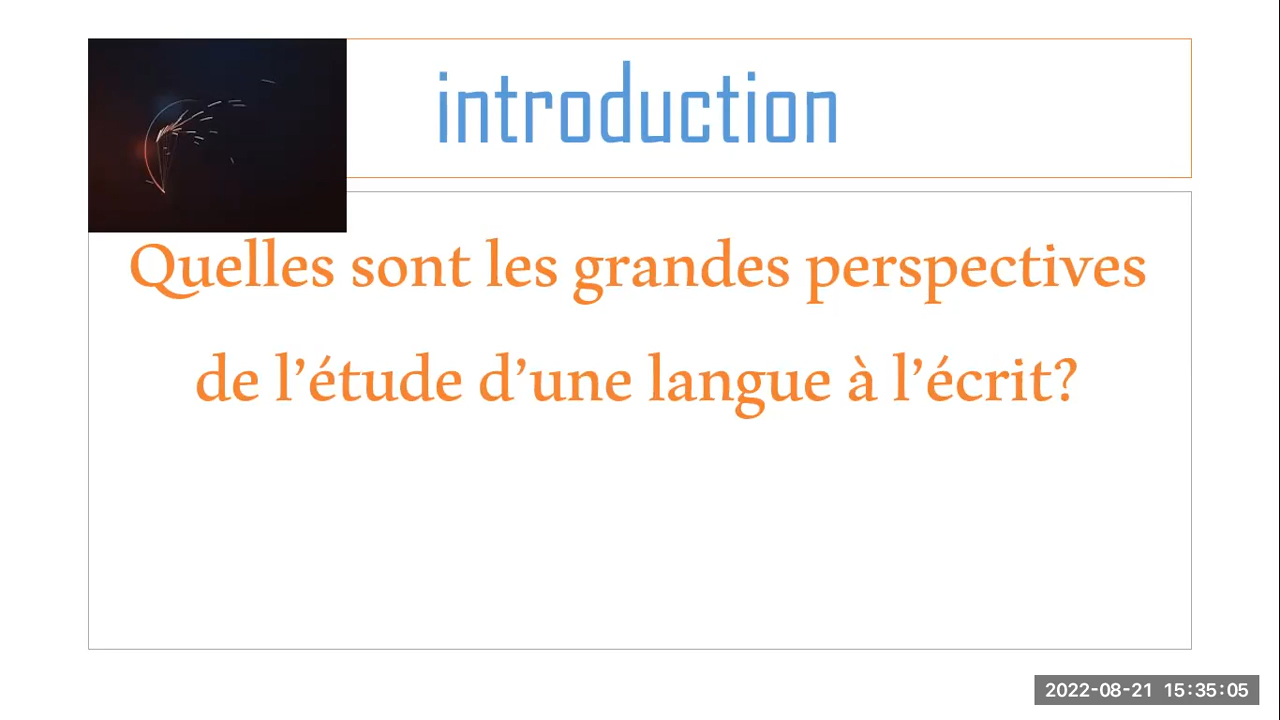 introduction
Quelles sont les grandes perspectives
de l’étude d’une langue à l’écrit?
2022-08-21 15:35:05